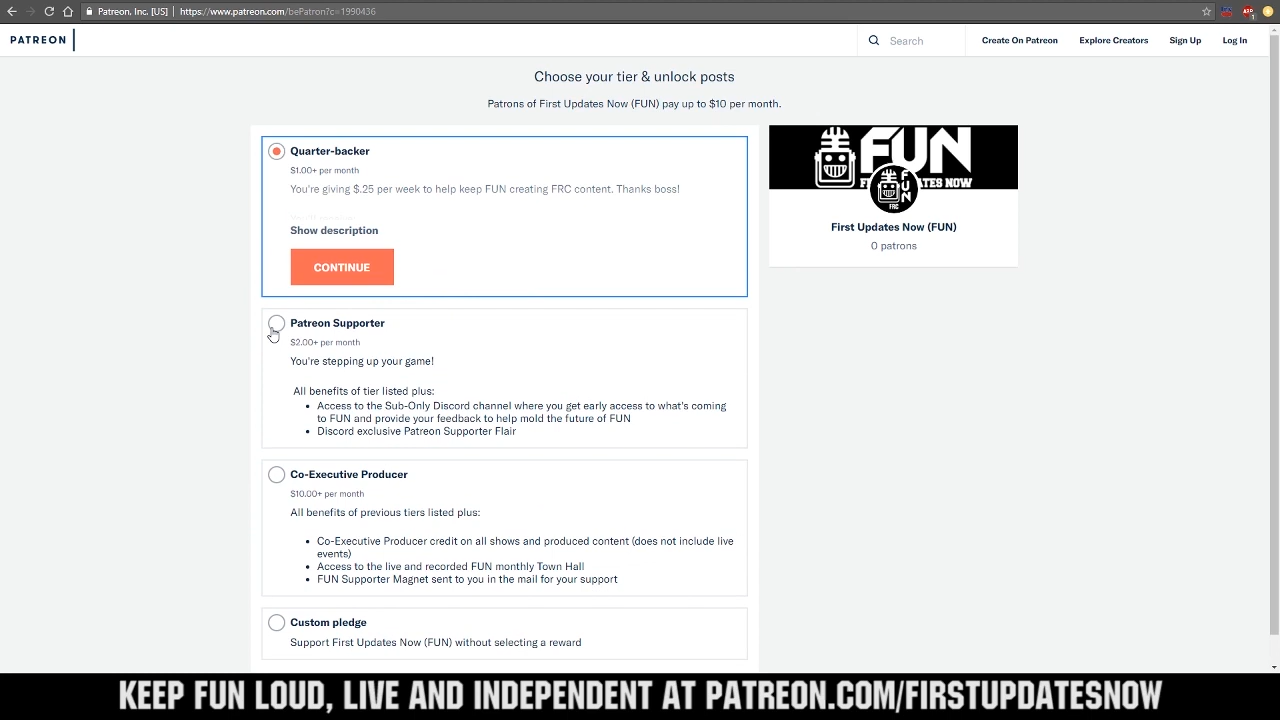 Patreon, Inc. [US] https://www.patreon.com/bePatron?c=1990436
PATREON
Search
Create On Patreon
Explore Creators
Sign Up
Log In
Choose your tier & unlock posts
Patrons of First Updates Now (FUN) pay up to $10 per month.
Quarter-backer
$1.00+ per month
You're giving $.25 per week to help keep FUN creating FRC content. Thanks boss!
Show description
CONTINUE
FUN
First Updates Now (FUN)
0 patrons
Patreon Supporter
$2.00+ per month
You're stepping up your game!
All benefits of tier listed plus:
• Access to the Sub-Only Discord channel where you get early access to what's coming
to FUN and provide your feedback to help mold the future of FUN
• Discord exclusive Patreon Supporter Flair
Co-Executive Producer
$10.00+ per month
All benefits of previous tiers listed plus:
• Co-Executive Producer credit on all shows and produced content (does not include live
events)
• Access to the live and recorded FUN monthly Town Hall
• FUN Supporter Magnet sent to you in the mail for your support
Custom pledge
Support First Updates Now (FUN) without selecting a reward
KEEP FUN LOUD, LIVE AND INDEPENDENT AT PATREON.COM/FIRSTUPDATESNOW